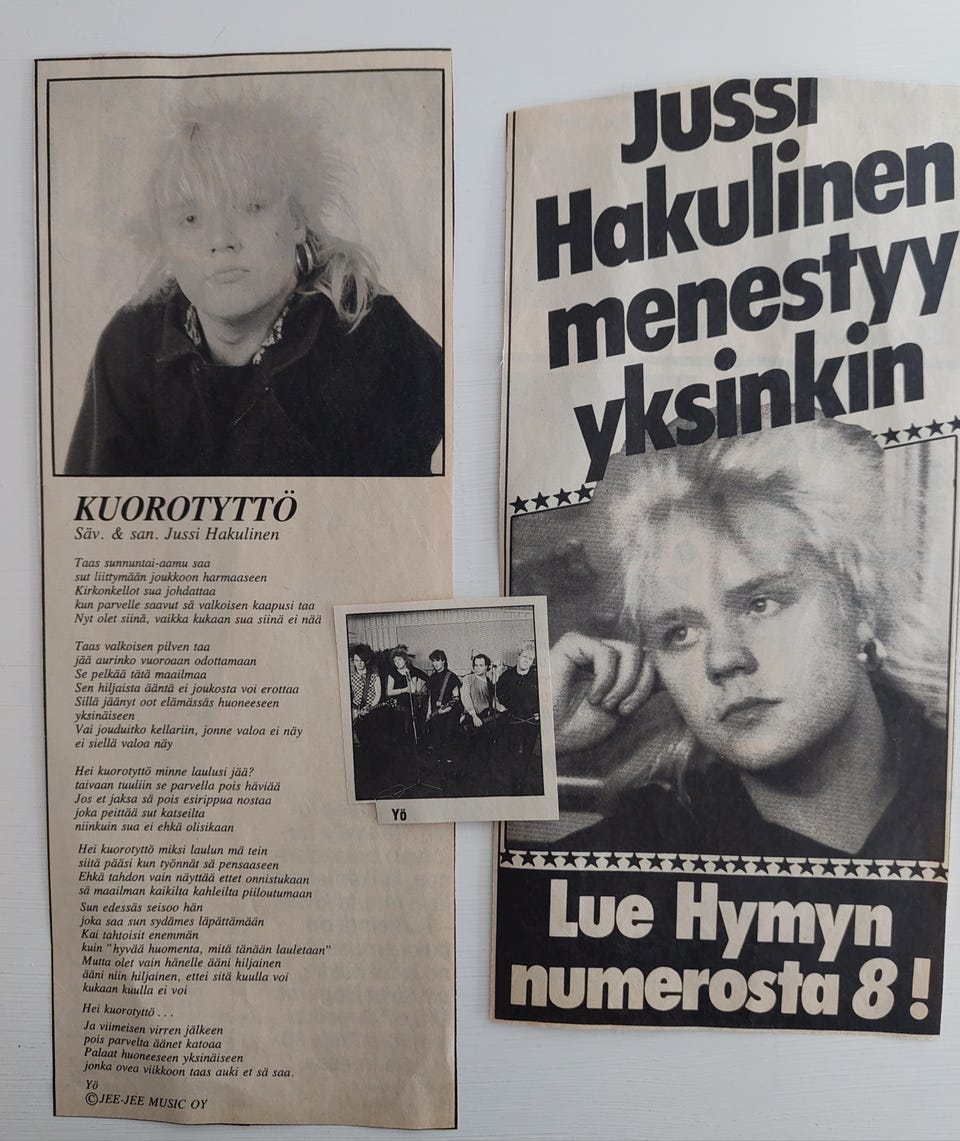 KUOROTYTTÖ
Säv. & san. Jussi Hakulinen
Taas sunnuntai-aamu saa
sut liittymään joukkoon harmaaseen
Kirkonkellot sua johdattaa
kun parvelle saavut sä valkoisen kaapusi taa
Nyt olet siinä, vaikka kukaan sua siinä ei nää
Taas valkoisen pilven taa
jää aurinko vuoroaan odottamaan
Se pelkää tätä maailmaa
Sen hiljaista ääntä ei joukosta voi erottaa
Sillä jäänyt oot elämässäs huoneeseen
yksinäiseen
Vai jouduitko kellariin, jonne valoa ei näy
ei siellä valoa näy
Hei kuorotyttö minne laulusi jää?
taivaan tuuliin se parvella pois häviää
Jos et jaksa sä pois esirippua nostaa
joka peittää sut katseilta
niinkuin sua ei ehkä olisikaan
Hei kuorotyttö miksi laulun mä tein
siitä pääsi kun työnnät sä pensaaseen
Ehkä tahdon vain näyttää ettet onnistukaan
sä maailman kaikilta kahleilta piiloutumaan
Sun edessäs seisoo hän
joka saa sun sydämes läpättämään
Kai tahtoisit enemmän
kuin "hyvää huomenta, mitä tänään lauletaan"
Mutta olet vain hänelle ääni hiljainen
ääni niin hiljainen, ettei sitä kuulla voi
kukaan kuulla ei voi
Hei kuorotyttö . . .
Ja viimeisen virren jälkeen
pois parvelta äänet katoaa
Palaat huoneeseen yksinäiseen
jonka ovea viikkoon taas auki et sä saa.
Yö
©JEE-JEE MUSIC OY
Yö
Jussi
Hakulinen
menestyy
yksinkin
Lue Hymyn
numerosta 8!